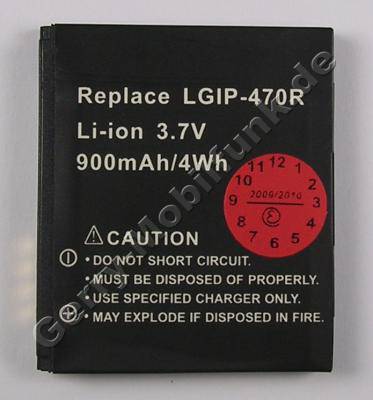 Replace LGIP-470R
Li-ion 3.7V
900mAh/4Wh
11 12 1
10 2
9 2009/2010 3
8 4
7 6 5
CAUTION
• DO NOT SHORT CIRCUIT.
• MUST BE DISPOSED OF PROPERLY.
• USE SPECIFIED CHARGER ONLY.
• MAY EXPLODE IF DISPOSED IN FIRE.
Gerry-Mobilfunk.de